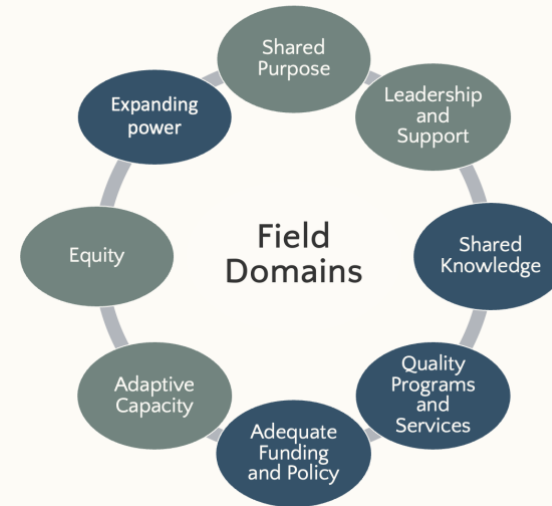 Shared
Purpose
Leadership
and
Support
Shared
Knowledge
Quality
Programs
and
Services
Adequate
Funding
and Policy
Adaptive
Capacity
Equity
Expanding
power
Field
Domains